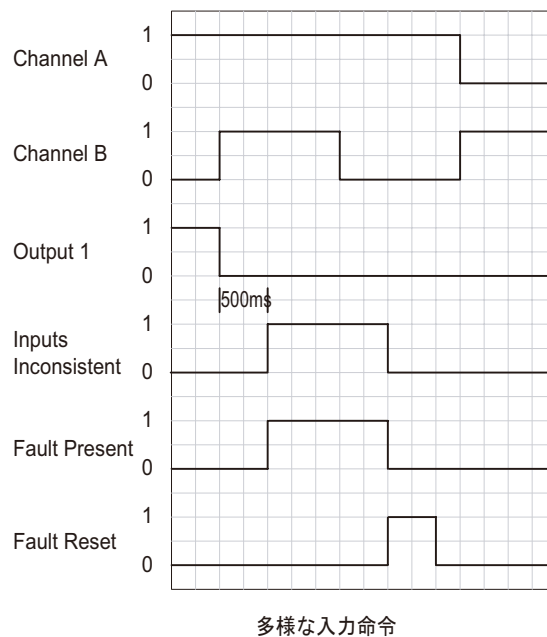 Channel A
1
0
Channel B
1
0
Output 1
1
0
500ms
Inputs
Inconsistent
1
0
Fault Present
1
0
Fault Reset
1
0
多様な入力命令